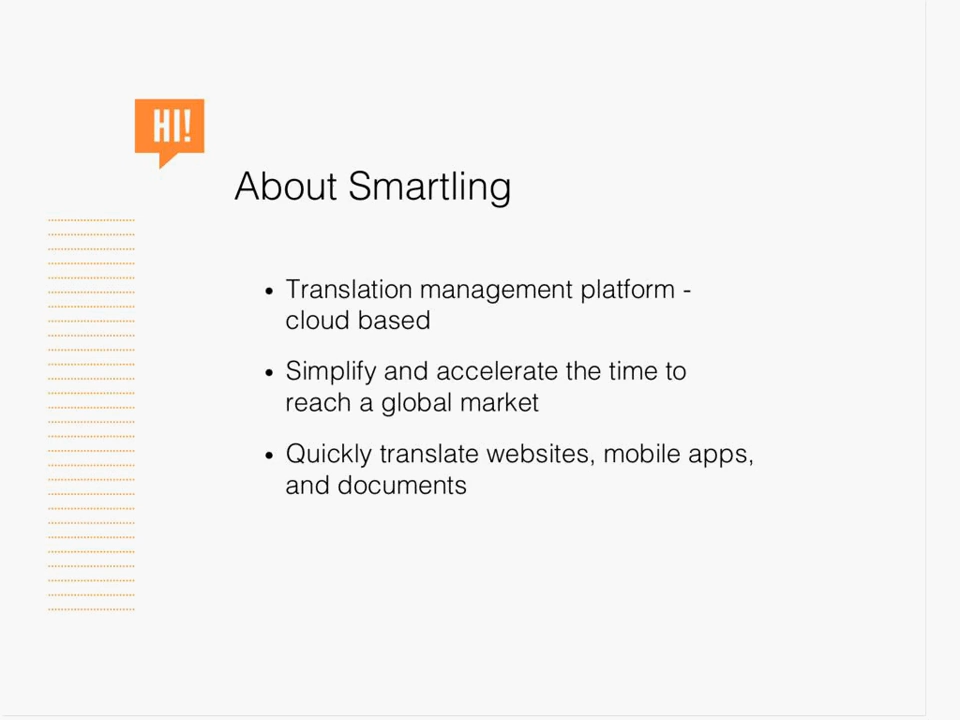 HI!
About Smartling
• Translation management platform -
cloud based
• Simplify and accelerate the time to
reach a global market
• Quickly translate websites, mobile apps,
and documents